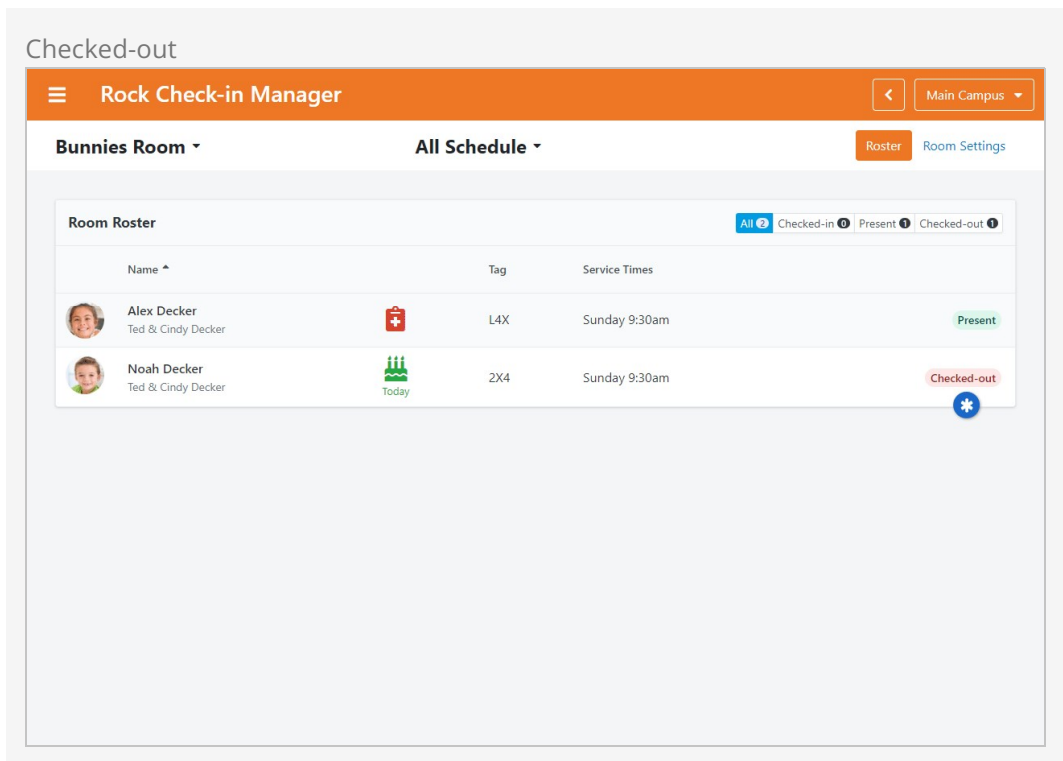 Checked-out
Rock Check-in Manager
Main Campus
Bunnies Room
All Schedule
Roster
Room Settings
Room Roster
All 2
Checked-in 0
Present 1
Checked-out 1
Name
Tag
Service Times
Alex Decker
Ted & Cindy Decker
L4X
Sunday 9:30am
Present
Noah Decker
Ted & Cindy Decker
Today
2X4
Sunday 9:30am
Checked-out